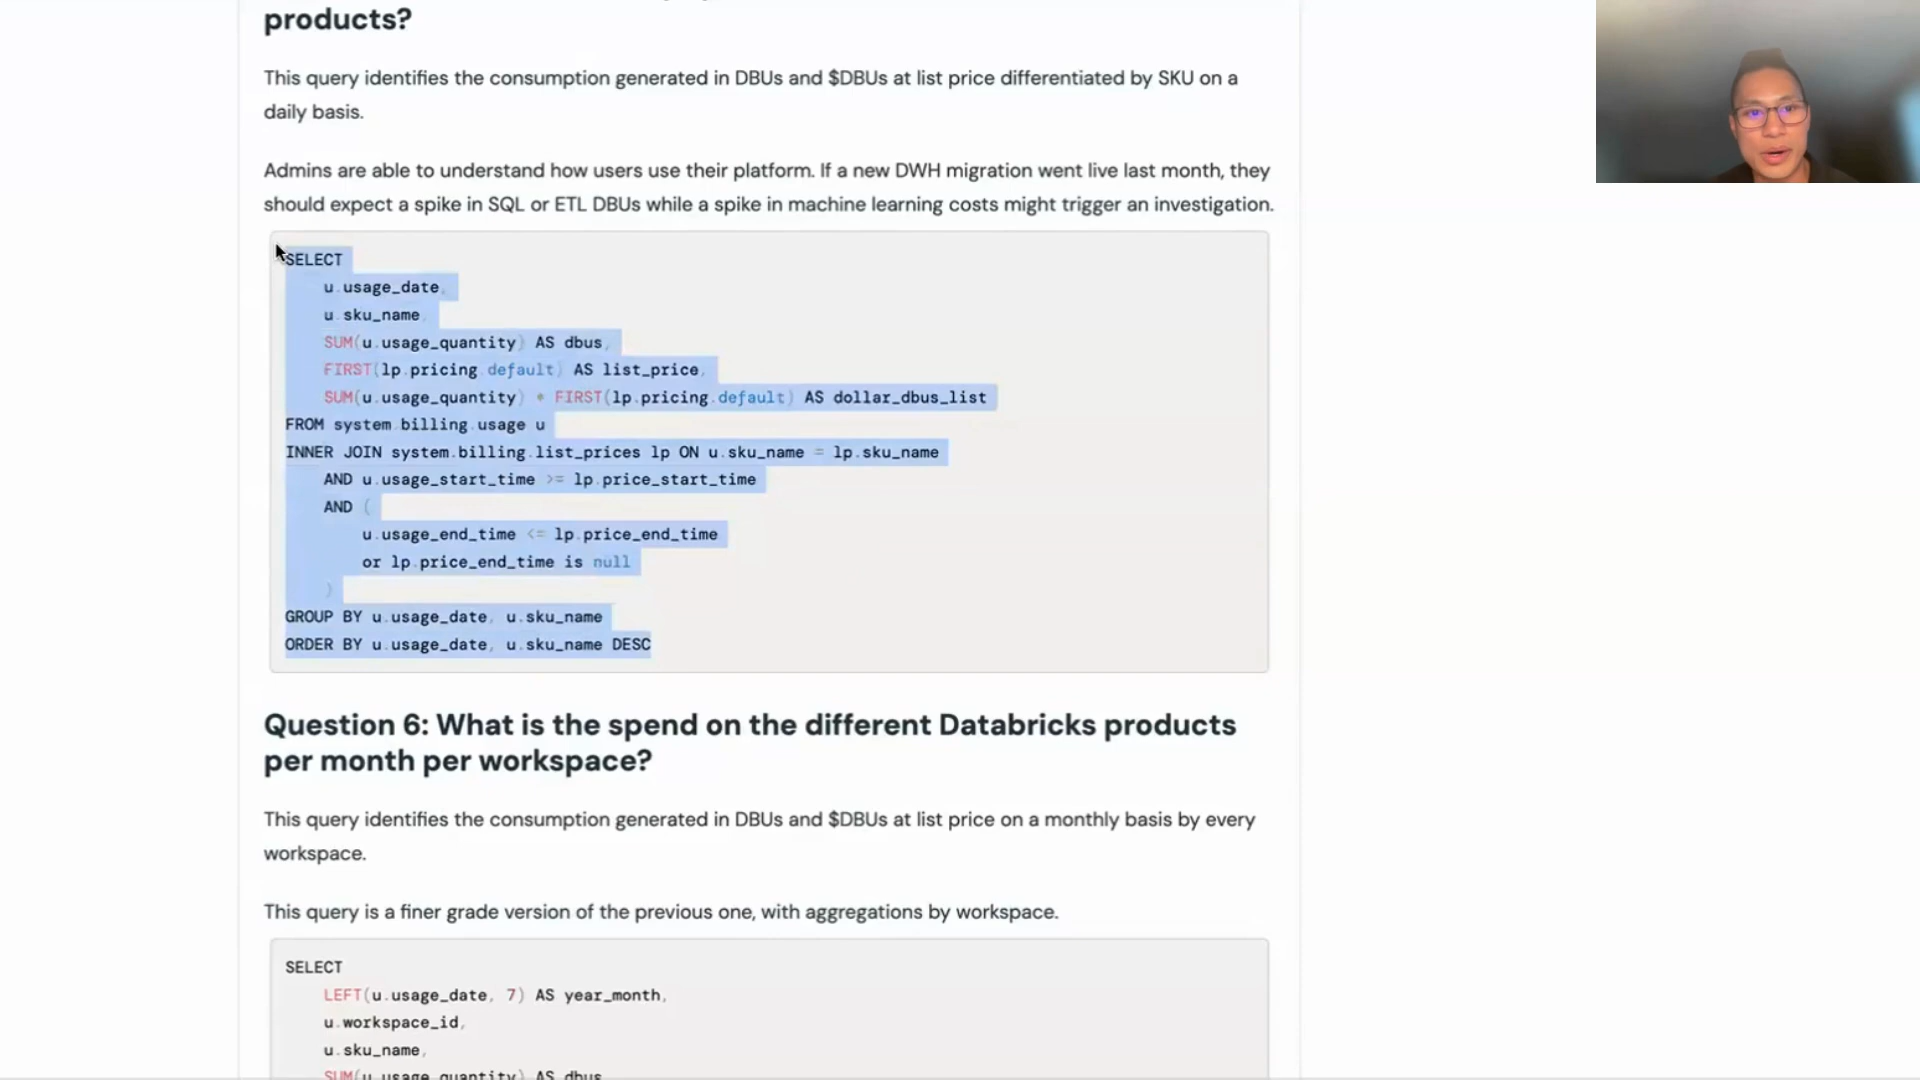 products?
This query identifies the consumption generated in DBUs and $DBUs at list price differentiated by SKU on a
daily basis.
Admins are able to understand how users use their platform. If a new DWH migration went live last month, they
should expect a spike in SQL or ETL DBUs while a spike in machine learning costs might trigger an investigation.
SELECT
u.usage_date,
u.sku_name,
SUM(u.usage_quantity) AS dbus,
FIRST(lp.pricing.default) AS list_price,
SUM(u.usage_quantity) * FIRST(lp.pricing.default) AS dollar_dbus_list
FROM system.billing.usage u
INNER JOIN system.billing.list_prices lp ON u.sku_name = lp.sku_name
AND u.usage_start_time >= lp.price_start_time
AND (
u.usage_end_time <= lp.price_end_time
or lp.price_end_time is null
)
GROUP BY u.usage_date, u.sku_name
ORDER BY u.usage_date, u.sku_name DESC
Question 6: What is the spend on the different Databricks products
per month per workspace?
This query identifies the consumption generated in DBUs and $DBUs at list price on a monthly basis by every
workspace.
This query is a finer grade version of the previous one, with aggregations by workspace.
SELECT
LEFT(u.usage_date, 7) AS year_month,
u.workspace_id,
u.sku_name,
SUM(u.usage_quantity) AS dbus